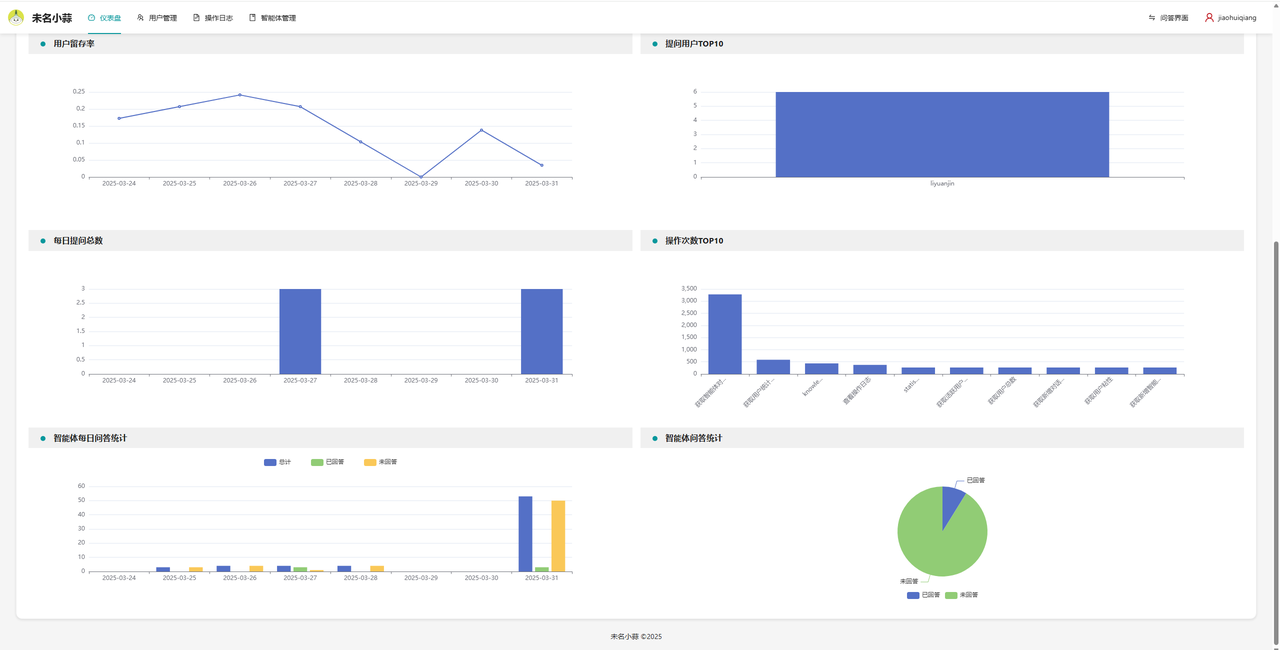 未名小蒜 仪表盘 用户管理 操作日志 智能体管理 问答界面 jiaohuiqiang
用户留存率
0.25
0.2
0.15
0.1
0.05
0
2025-03-24 2025-03-25 2025-03-26 2025-03-27 2025-03-28 2025-03-29 2025-03-30 2025-03-31
提问用户TOP10
6
5
4
3
2
1
0
liyuanjin
每日提问总数
3
2.5
2
1.5
1
0.5
0
2025-03-24 2025-03-25 2025-03-26 2025-03-27 2025-03-28 2025-03-29 2025-03-30 2025-03-31
操作次数TOP10
3,500
3,000
2,500
2,000
1,500
1,000
500
0
获取智能体对...
获取用户统计...
knowle...
查看操作日志
statis...
获取活跃用户...
获取用户总数
获取新增对话...
获取用户粘性
获取新增智能...
智能体每日问答统计
总计 已回答 未回答
60
50
40
30
20
10
0
2025-03-24 2025-03-25 2025-03-26 2025-03-27 2025-03-28 2025-03-29 2025-03-30 2025-03-31
智能体问答统计
已回答
未回答
已回答 未回答
未名小蒜 ©2025